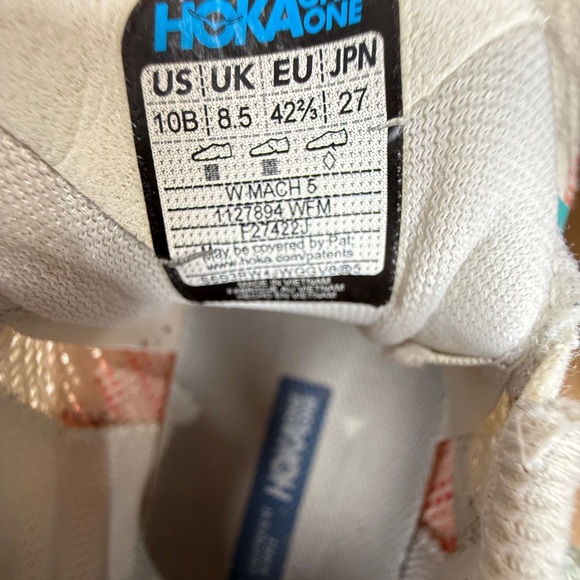 HOKA ONE ONE
US UK EU JPN
10B 8.5 42⅔ 27
W MACH 5
1127894 WFM
F27422J
May be covered by Pat:
www.hoka.com/patents
MADE IN VIETNAM
HOKA